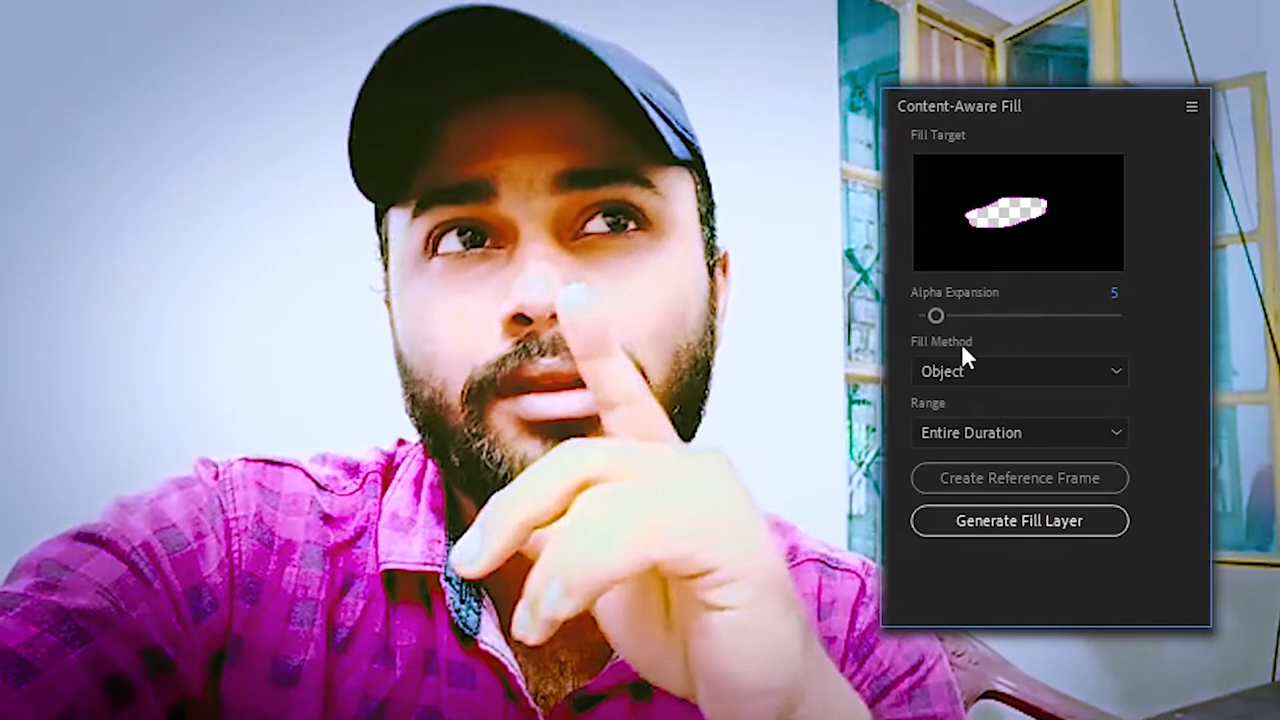 Content-Aware Fill
Fill Target
Alpha Expansion 5
Fill Method
Object
Range
Entire Duration
Create Reference Frame
Generate Fill Layer